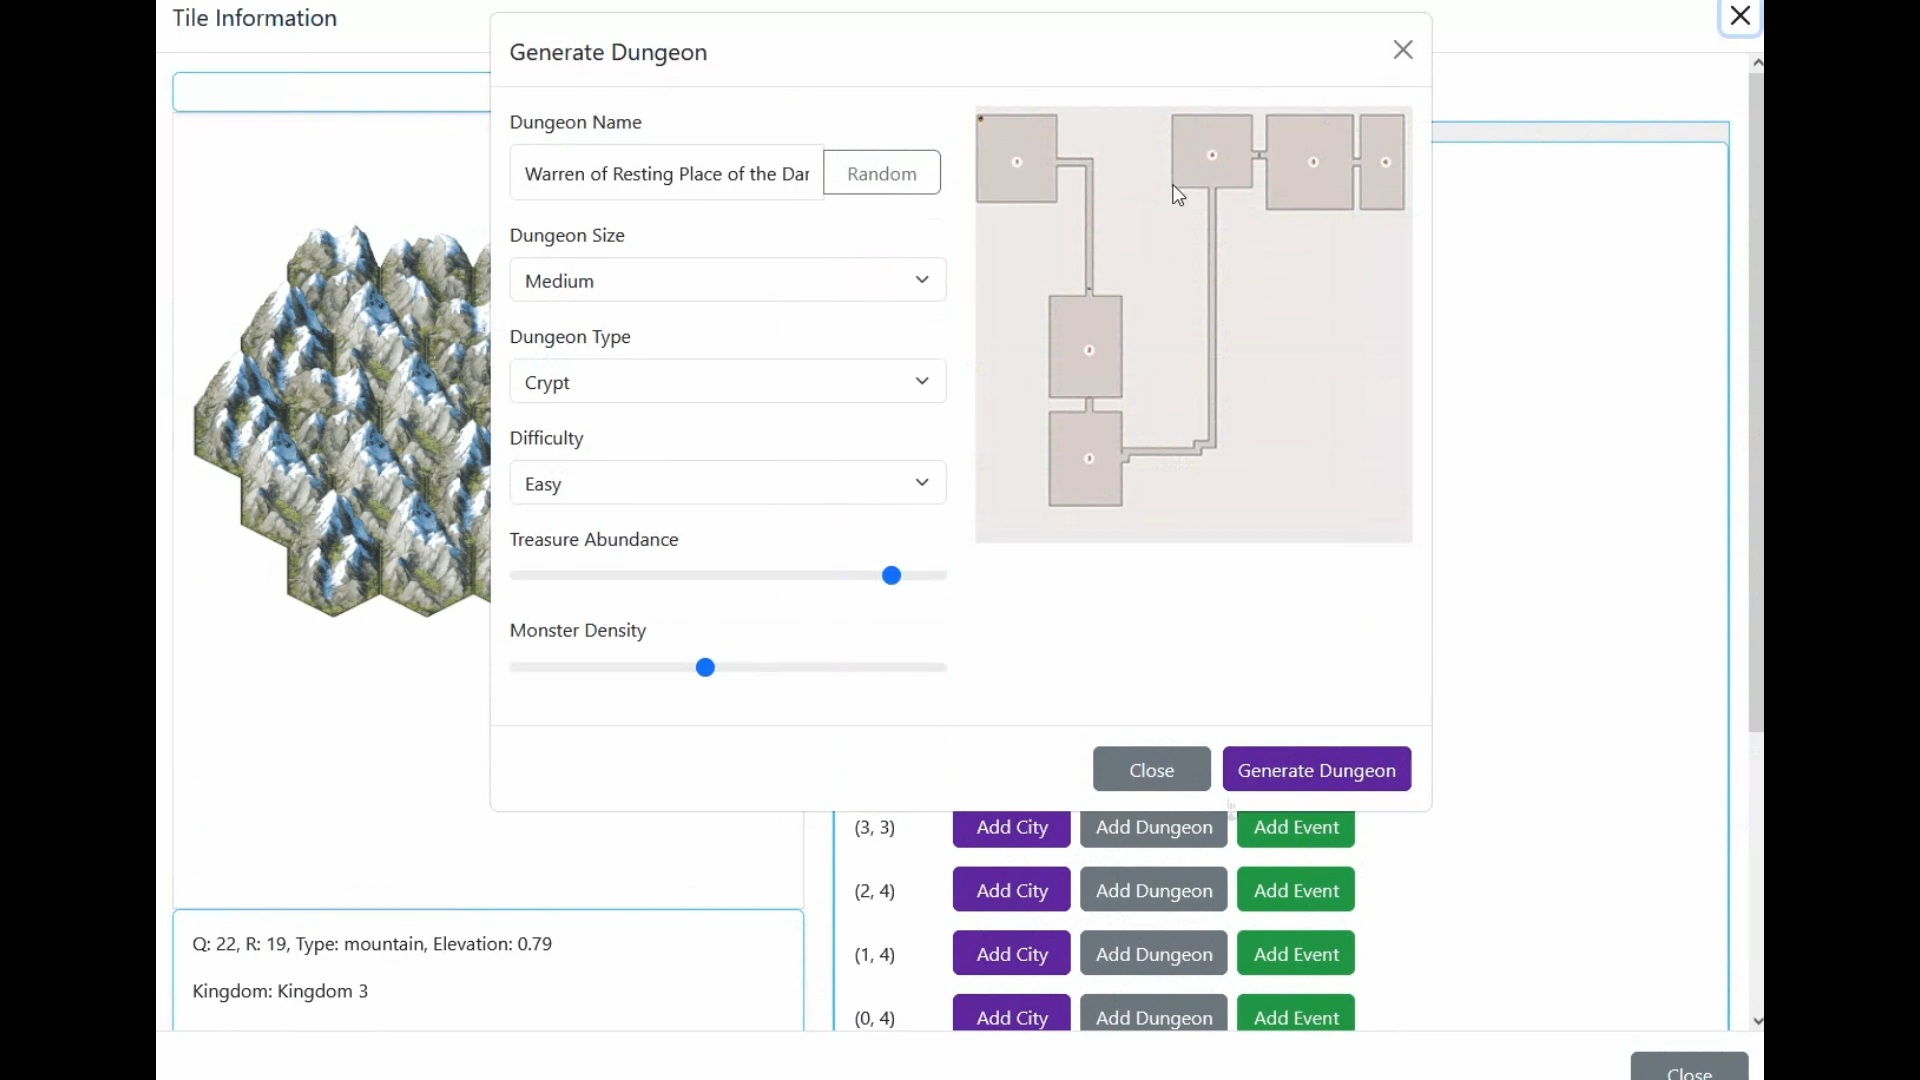 Tile Information
Generate Dungeon
Dungeon Name
Warren of Resting Place of the Dar
Random
Dungeon Size
Medium
Dungeon Type
Crypt
Difficulty
Easy
Treasure Abundance
Monster Density
Close
Generate Dungeon
(3, 3) Add City Add Dungeon Add Event
(2, 4) Add City Add Dungeon Add Event
(1, 4) Add City Add Dungeon Add Event
(0, 4) Add City Add Dungeon Add Event
Q: 22, R: 19, Type: mountain, Elevation: 0.79
Kingdom: Kingdom 3
Close